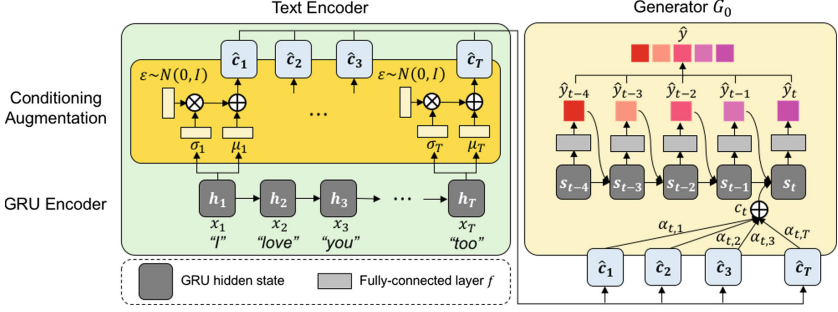 Text Encoder
Generator G₀
ĉ₁ ĉ₂ ĉ₃ ĉ_T
ŷ
ε~N(0, I) ε~N(0, I)
ŷ_{t−4} ŷ_{t−3} ŷ_{t−2} ŷ_{t−1} ŷ_t
Conditioning
Augmentation
...
σ₁ μ₁ σ_T μ_T
s_{t−4} s_{t−3} s_{t−2} s_{t−1} s_t
GRU Encoder
h₁ h₂ h₃ ... h_T
c_t
x₁ x₂ x₃ x_T
"I" "love" "you" "too"
α_{t,1} α_{t,2} α_{t,3} α_{t,T}
ĉ₁ ĉ₂ ĉ₃ ĉ_T
GRU hidden state
Fully-connected layer f